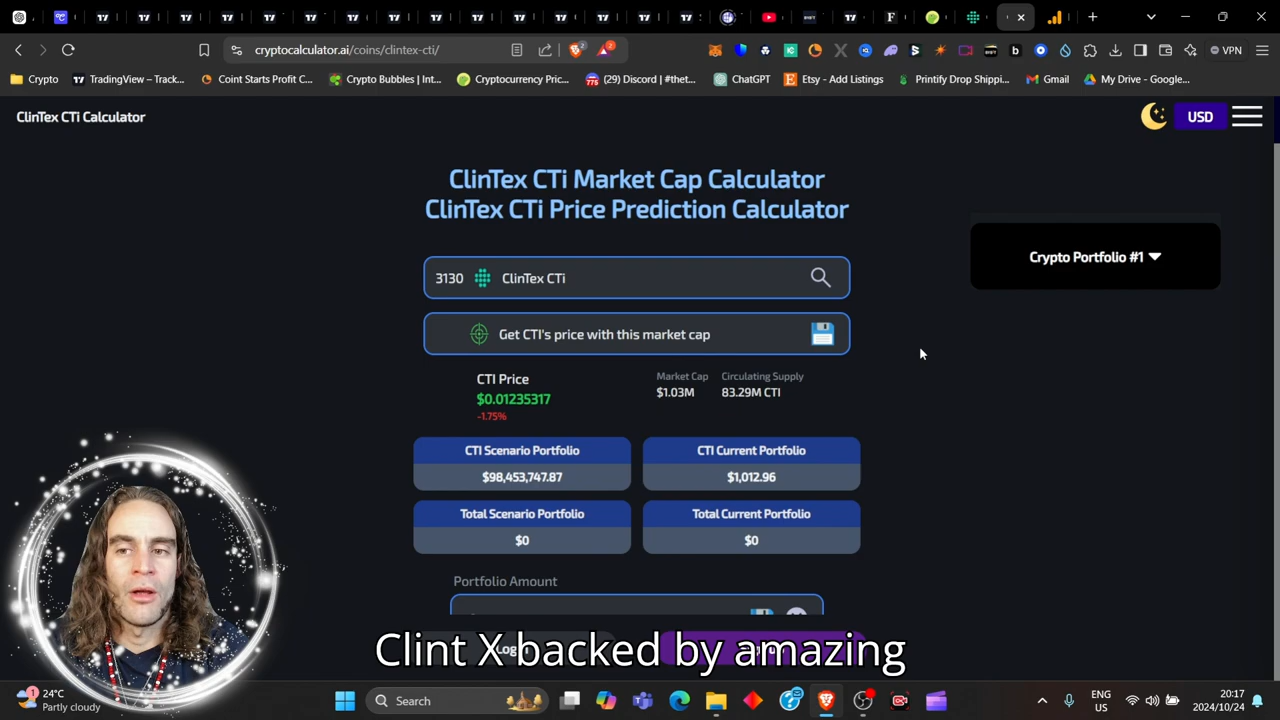 cryptocalculator.ai/coins/clintex-cti/
2
2
VPN
Crypto
TradingView – Track...
Coint Starts Profit C...
Crypto Bubbles | Int...
Cryptocurrency Pric...
(29) Discord | #thet...
ChatGPT
Etsy - Add Listings
Printify Drop Shippi...
Gmail
My Drive - Google...
ClinTex CTi Calculator
USD
ClinTex CTi Market Cap Calculator
ClinTex CTi Price Prediction Calculator
3130 ClinTex CTi
Crypto Portfolio #1
Get CTI's price with this market cap
CTI Price
$0.01235317
-1.75%
Market Cap
$1.03M
Circulating Supply
83.29M CTI
CTI Scenario Portfolio
$98,453,747.87
CTI Current Portfolio
$1,012.96
Total Scenario Portfolio
$0
Total Current Portfolio
$0
Portfolio Amount
Clint X backed by amazing
1
24°C
Partly cloudy
Search
ENG
US
20:17
2024/10/24